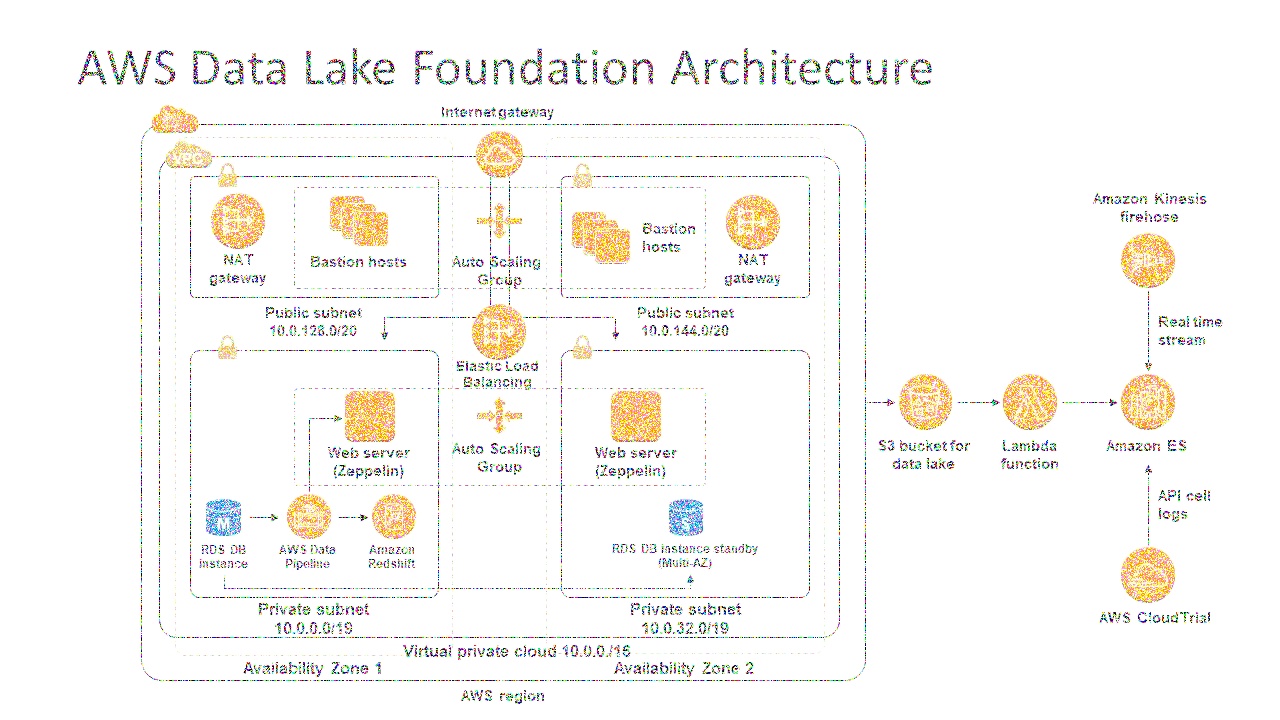 AWS Data Lake Foundation Architecture
Internet gateway
VPC
NAT
gateway
Bastion hosts
Auto Scaling
Group
Bastion
hosts
NAT
gateway
Public subnet
10.0.128.0/20
Public subnet
10.0.144.0/20
Elastic Load
Balancing
Web server
(Zeppelin)
Auto Scaling
Group
Web server
(Zeppelin)
M
RDS DB
instance
AWS Data
Pipeline
Amazon
Redshift
S
RDS DB instance standby
(Multi-AZ)
Private subnet
10.0.0.0/19
Private subnet
10.0.32.0/19
Virtual private cloud 10.0.0./16
Availability Zone 1
Availability Zone 2
AWS region
S3 bucket for
data lake
Lambda
function
Amazon Kinesis
firehose
Real time
stream
Amazon ES
API cell
logs
AWS CloudTrial